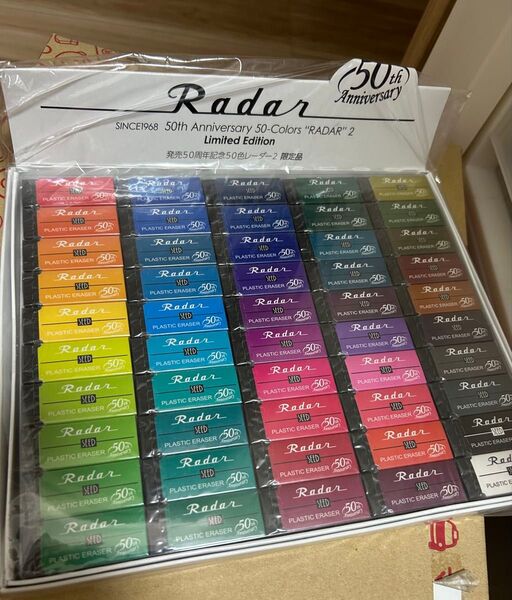 Radar
50th
Anniversary
SINCE1968 50th Anniversary 50-Colors "RADAR" 2
Limited Edition
発売50周年記念50色レーダー2 限定品
Radar
SEED
PLASTIC ERASER 50th
Anniversary